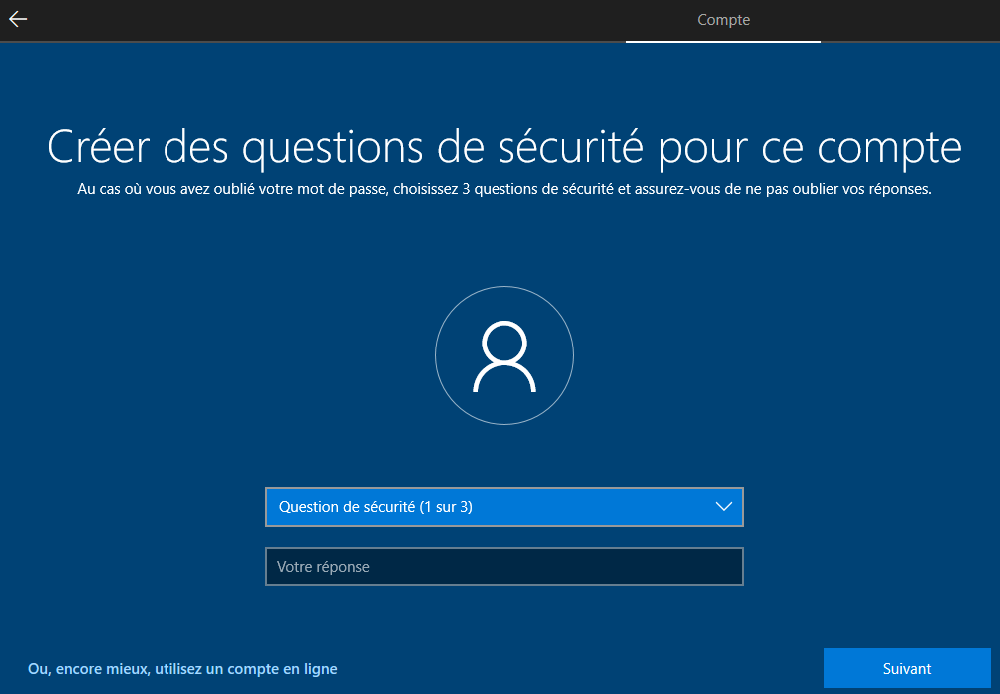 Compte
Créer des questions de sécurité pour ce compte
Au cas où vous avez oublié votre mot de passe, choisissez 3 questions de sécurité et assurez-vous de ne pas oublier vos réponses.
Question de sécurité (1 sur 3)
Votre réponse
Ou, encore mieux, utilisez un compte en ligne
Suivant